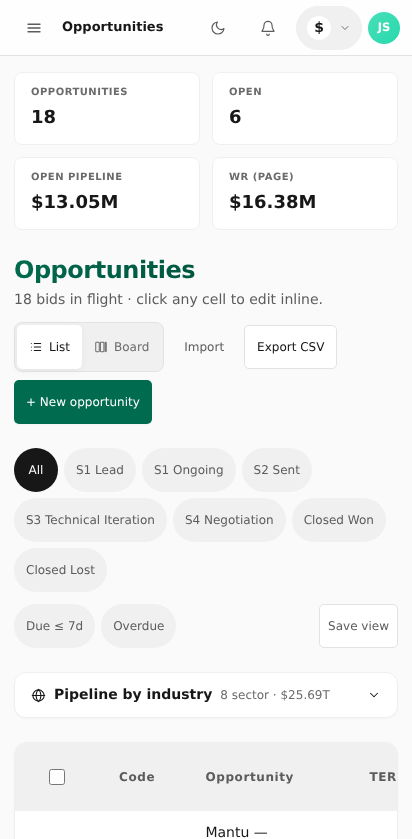 Opportunities
$
JS
OPPORTUNITIES
18
OPEN
6
OPEN PIPELINE
$13.05M
WR (PAGE)
$16.38M
Opportunities
18 bids in flight · click any cell to edit inline.
List
Board
Import
Export CSV
+ New opportunity
All
S1 Lead
S1 Ongoing
S2 Sent
S3 Technical Iteration
S4 Negotiation
Closed Won
Closed Lost
Due ≤ 7d
Overdue
Save view
Pipeline by industry 8 sector · $25.69T
Code
Opportunity
TER
Mantu —